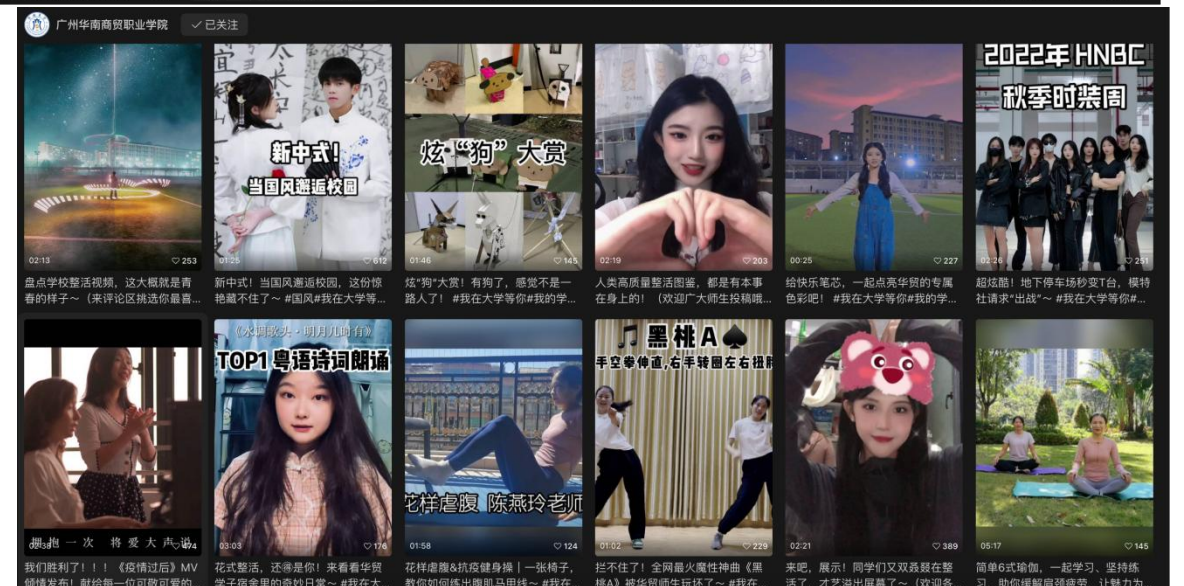 广州华南商贸职业学院 ✓已关注
新中式!
当国风邂逅校园
炫“狗”大赏
2022年 HNBC
秋季时装周
02:13 ♡253
01:25 ♡612
01:46 ♡145
02:19 ♡203
00:25 ♡227
02:26 ♡251
盘点学校整活视频,这大概就是青
春的样子~(来评论区挑选你最喜...
新中式!当国风邂逅校园,这份惊
艳藏不住了~ #国风#我在大学等...
炫“狗”大赏!有狗了,感觉不是一
路人了! #我在大学等你#我的学...
人类高质量整活图鉴,都是有本事
在身上的!(欢迎广大师生投稿哦...
给快乐笔芯,一起点亮华贸的专属
色彩吧! #我在大学等你#我的学...
超炫酷!地下停车场秒变T台,模特
社请求“出战”~ #我在大学等你#...
拥抱一次 将爱大声说
02:38 ♡474
《水调歌头·明月几时有》
TOP1 粤语诗词朗诵
03:03 ♡176
花样虐腹 陈燕玲老师
01:58 ♡124
黑桃A
手空拳伸直,右手转圈左右扭胯
01:02 ♡229
02:21 ♡389
05:17 ♡145
我们胜利了!!!《疫情过后》MV
倾情发布!献给每一位可敬可爱的
花式整活,还得是你!来看看华贸
学子宿舍里的奇妙日常~ #我在大
花样虐腹&抗疫健身操|一张椅子,
教你如何练出腹肌马甲线~ #我在
拦不住了!全网最火魔性神曲《黑
桃A》被华贸师生玩坏了~ #我在
来吧,展示!同学们又双叒叕在整
活了,才艺溢出屏幕了~(欢迎各
简单6式瑜伽,一起学习、坚持练
习,助你缓解肩颈疲劳,让魅力为